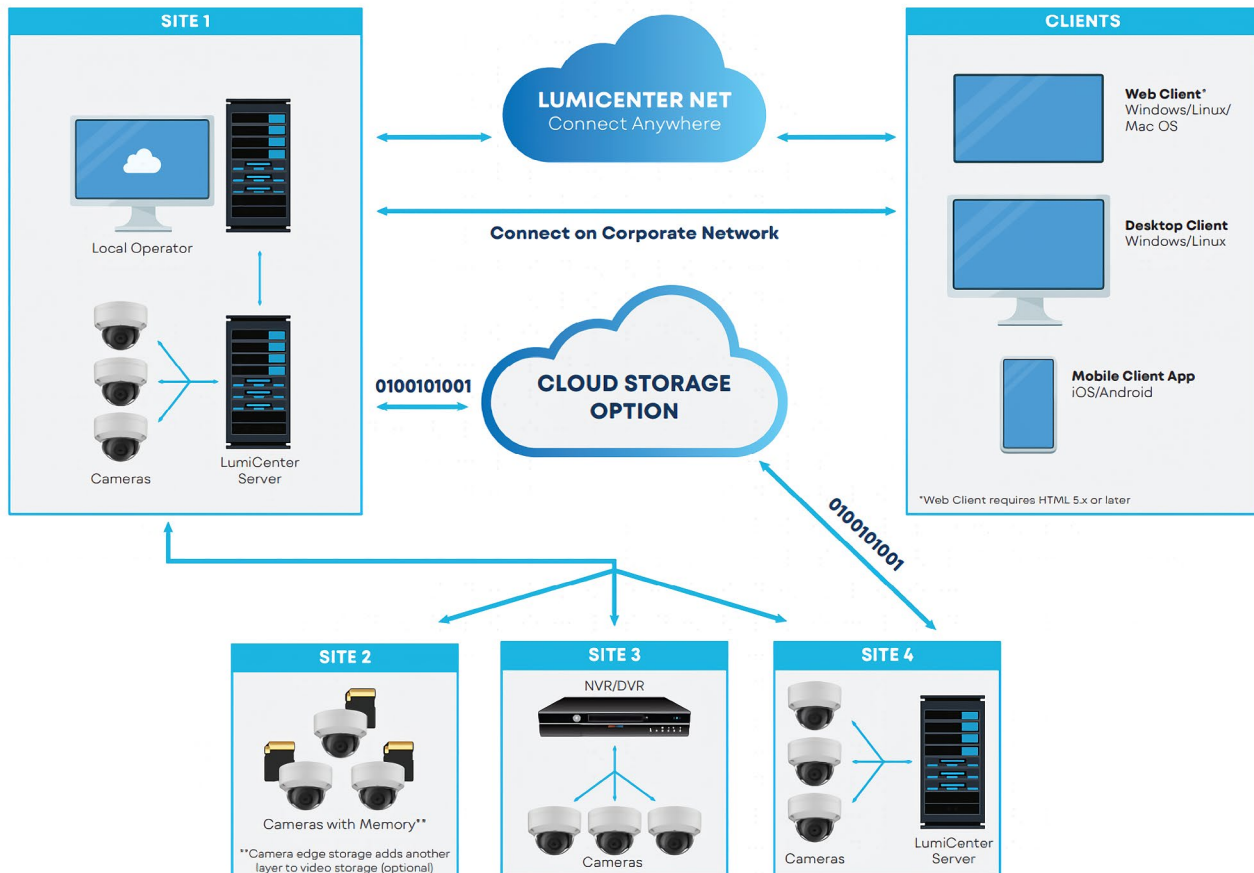 SITE 1
Local Operator
Cameras
LumiCenter
Server
LUMICENTER NET
Connect Anywhere
Connect on Corporate Network
0100101001
CLOUD STORAGE
OPTION
0100101001
CLIENTS
Web Client*
Windows/Linux/
Mac OS
Desktop Client
Windows/Linux
Mobile Client App
iOS/Android
*Web Client requires HTML 5.x or later
SITE 2
Cameras with Memory**
**Camera edge storage adds another
layer to video storage (optional)
SITE 3
NVR/DVR
Cameras
SITE 4
Cameras
LumiCenter
Server